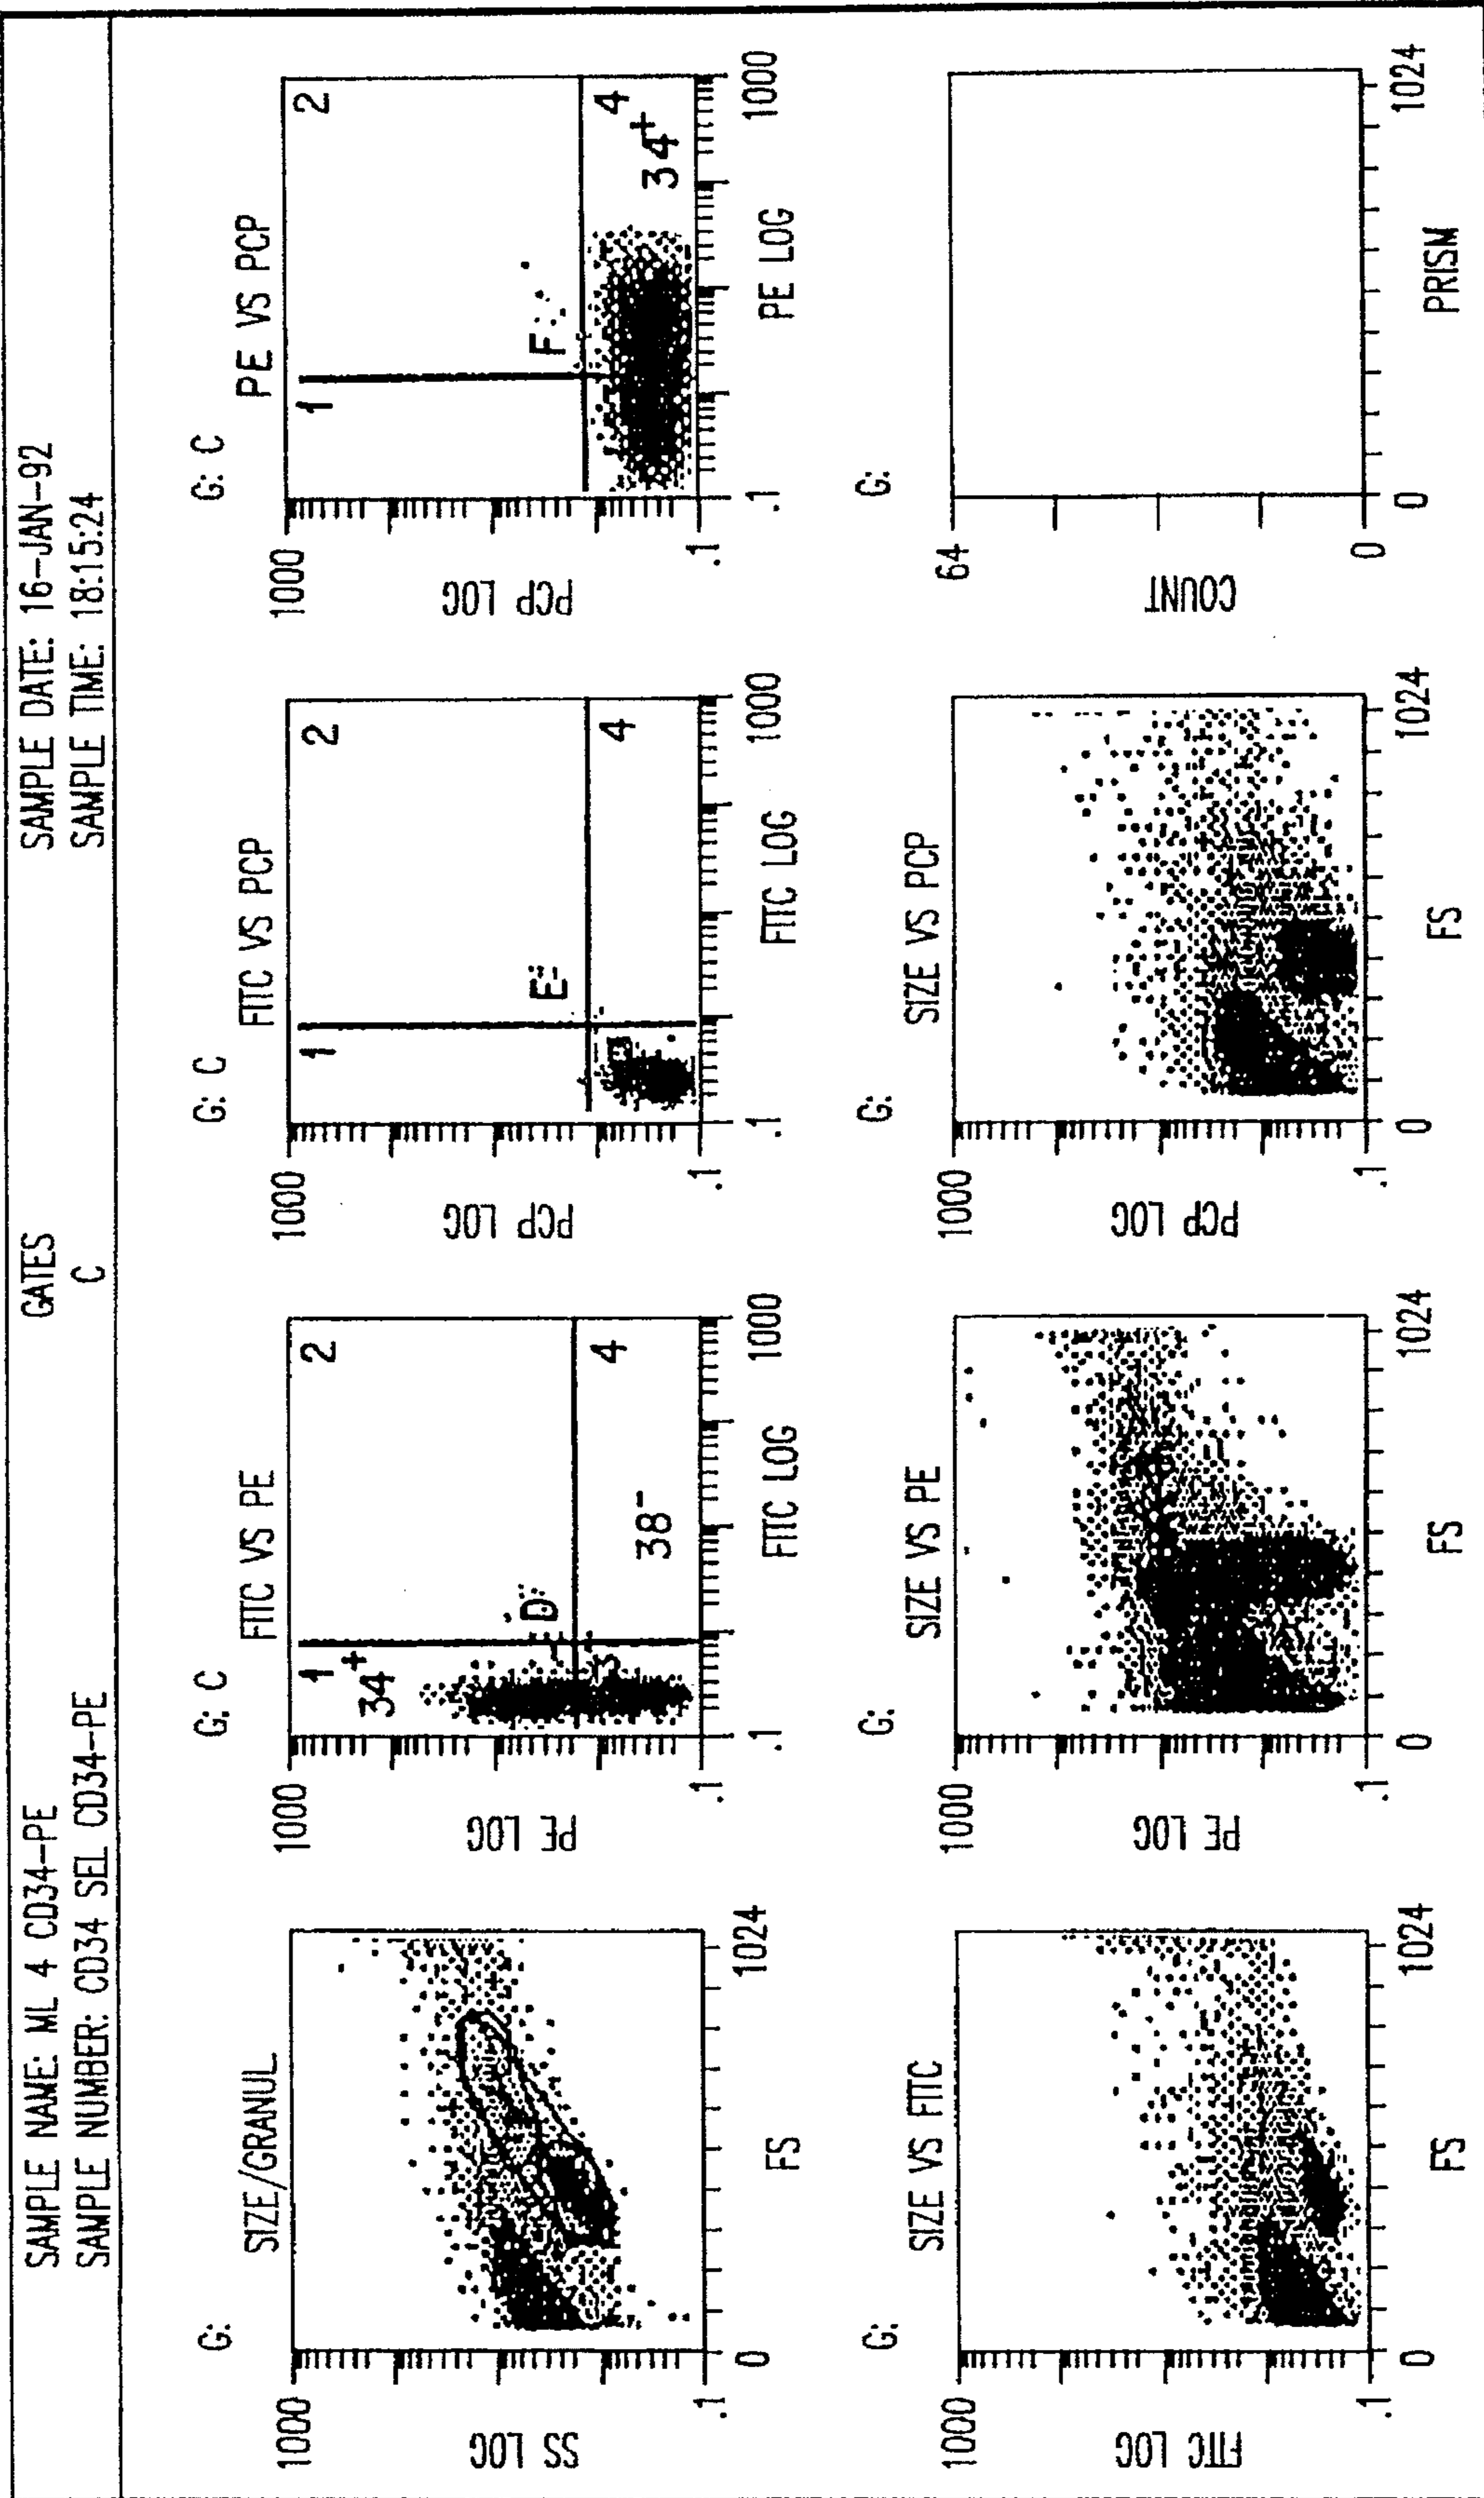 SAMPLE NAME: ML 4 CD34-PE GATES SAMPLE DATE: 16-JAN-92
SAMPLE NUMBER: CD34 SEL CD34-PE C SAMPLE TIME: 18:15:24
G:
SIZE/GRANUL.
1000
SS LOG
.1
0
1024
FS
G: C
FITC VS PE
1000
PE LOG
.1
1
34+
2
D
3
4
38-
.1
1000
FITC LOG
G: C
FITC VS PCP
1000
PCP LOG
.1
1
2
E
4
.1
1000
FITC LOG
G: C
PE VS PCP
1000
PCP LOG
.1
1
2
F
4
34+
.1
1000
PE LOG
G:
SIZE VS FITC
1000
FITC LOG
.1
0
1024
FS
G:
SIZE VS PE
1000
PE LOG
.1
0
1024
FS
G:
SIZE VS PCP
1000
PCP LOG
.1
0
1024
FS
G:
64
COUNT
0
0
1024
PRISM